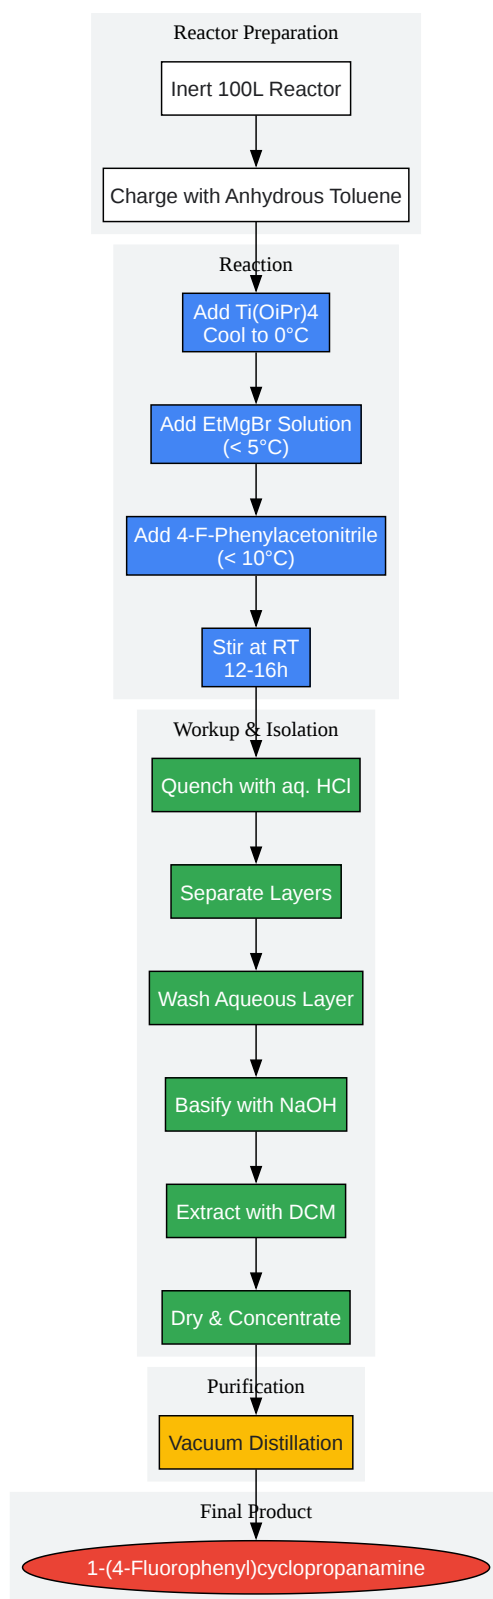 Reactor Preparation
Inert 100L Reactor
Charge with Anhydrous Toluene
Reaction
Add Ti(OiPr)4
Cool to 0°C
Add EtMgBr Solution
(< 5°C)
Add 4-F-Phenylacetonitrile
(< 10°C)
Stir at RT
12-16h
Workup & Isolation
Quench with aq. HCl
Separate Layers
Wash Aqueous Layer
Basify with NaOH
Extract with DCM
Dry & Concentrate
Purification
Vacuum Distillation
Final Product
1-(4-Fluorophenyl)cyclopropanamine